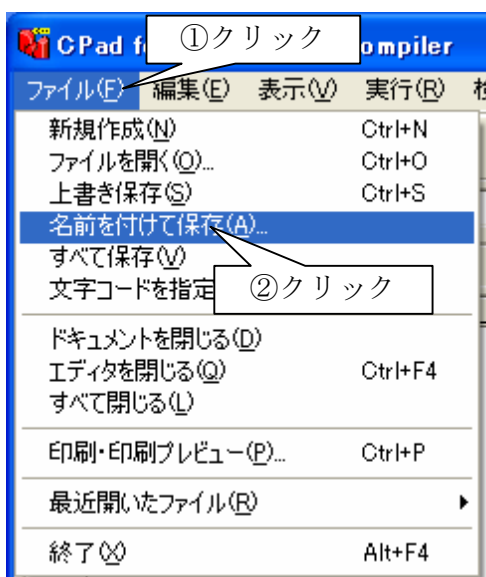 CPad f
ompiler
①クリック
ファイル(F) 編集(E) 表示(V) 実行(R)
新規作成(N) Ctrl+N
ファイルを開く(O)... Ctrl+O
上書き保存(S) Ctrl+S
名前を付けて保存(A)...
すべて保存(V)
文字コードを指定
②クリック
ドキュメントを閉じる(D)
エディタを閉じる(Q) Ctrl+F4
すべて閉じる(L)
印刷・印刷プレビュー(P)... Ctrl+P
最近開いたファイル(R)
終了(X) Alt+F4